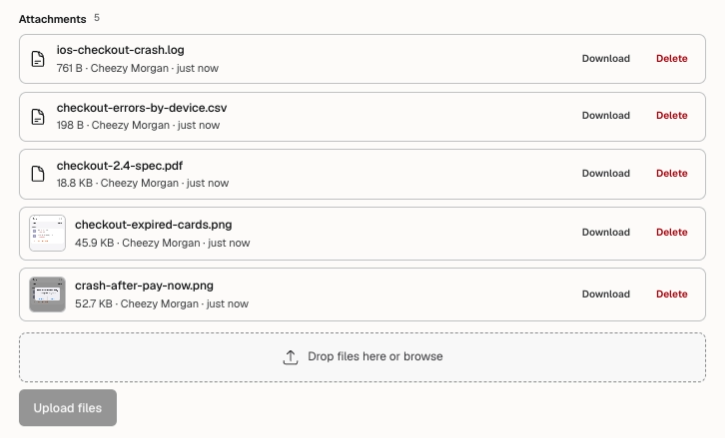 Attachments 5
ios-checkout-crash.log
761 B · Cheezy Morgan · just now
Download Delete
checkout-errors-by-device.csv
198 B · Cheezy Morgan · just now
Download Delete
checkout-2.4-spec.pdf
18.8 KB · Cheezy Morgan · just now
Download Delete
checkout-expired-cards.png
45.9 KB · Cheezy Morgan · just now
Download Delete
crash-after-pay-now.png
52.7 KB · Cheezy Morgan · just now
Download Delete
Drop files here or browse
Upload files